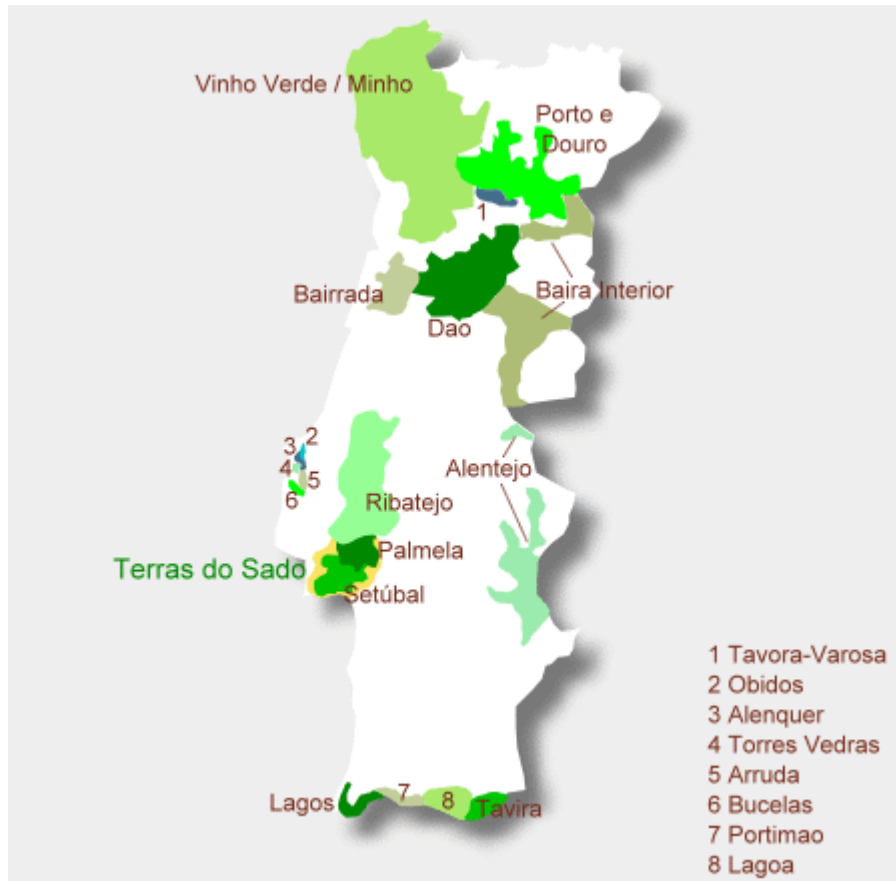 Vinho Verde / Minho
Porto e
Douro
1
Bairrada
Baira Interior
Dao
2
3
4
Alentejo
5
6
Ribatejo
Palmela
Terras do Sado
Setúbal
1 Tavora-Varosa
2 Obidos
3 Alenquer
4 Torres Vedras
5 Arruda
6 Bucelas
7 Portimao
8 Lagoa
Lagos
7
8
Tavira